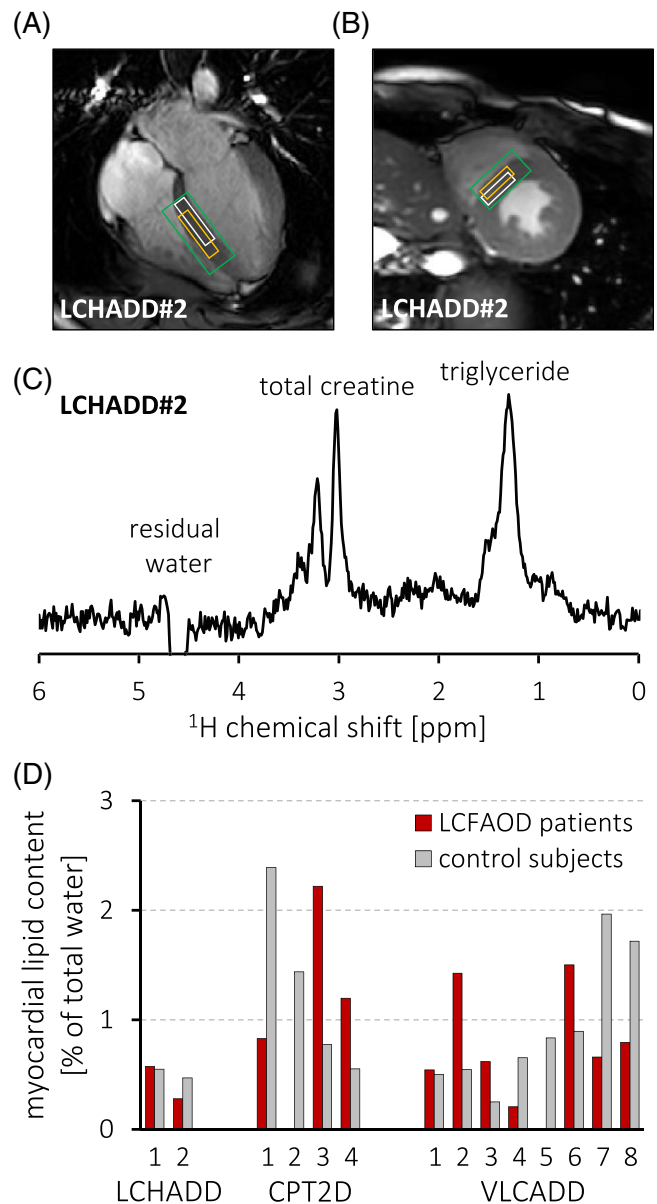 (A)
(B)
LCHADD#2
LCHADD#2
(C)
LCHADD#2
total creatine
triglyceride
residual
water
6 5 4 3 2 1 0
¹H chemical shift [ppm]
(D)
myocardial lipid content
[% of total water]
3
2
1
0
LCFAOD patients
control subjects
1 2 1 2 3 4 1 2 3 4 5 6 7 8
LCHADD CPT2D VLCADD